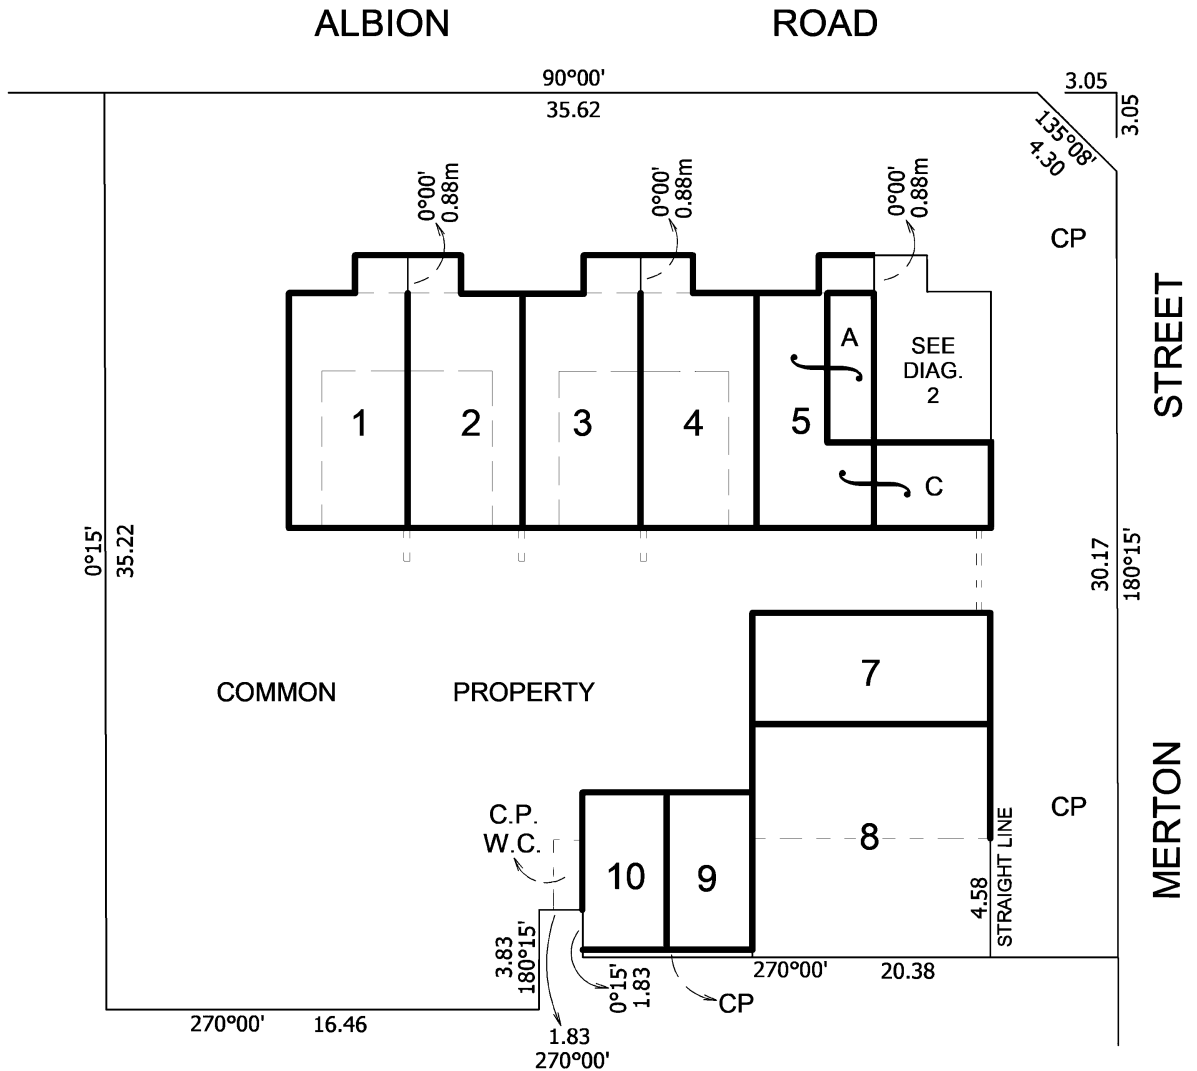 ALBION ROAD
90°00'
35.62
3.05
3.05
135°08'
4.30
0°00'
0.88m
0°00'
0.88m
0°00'
0.88m
CP
STREET
A
SEE
DIAG.
2
1
2
3
4
5
C
0°15'
35.22
30.17
180°15'
7
COMMON PROPERTY
CP
MERTON
C.P.
W.C.
8
10
9
4.58
STRAIGHT LINE
3.83
180°15'
0°15'
1.83
270°00'
20.38
CP
270°00'
16.46
1.83
270°00'